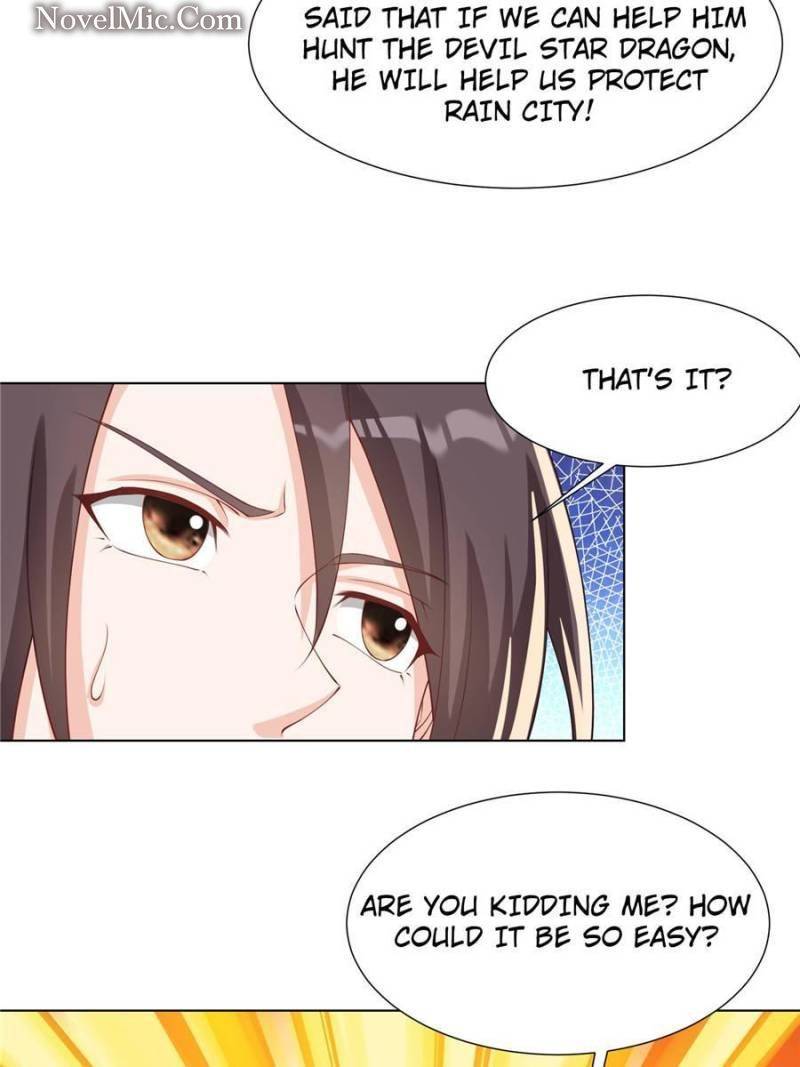 NovelMic.Com
SAID THAT IF WE CAN HELP HIM
HUNT THE DEVIL STAR DRAGON,
HE WILL HELP US PROTECT
RAIN CITY!
THAT'S IT?
ARE YOU KIDDING ME? HOW
COULD IT BE SO EASY?